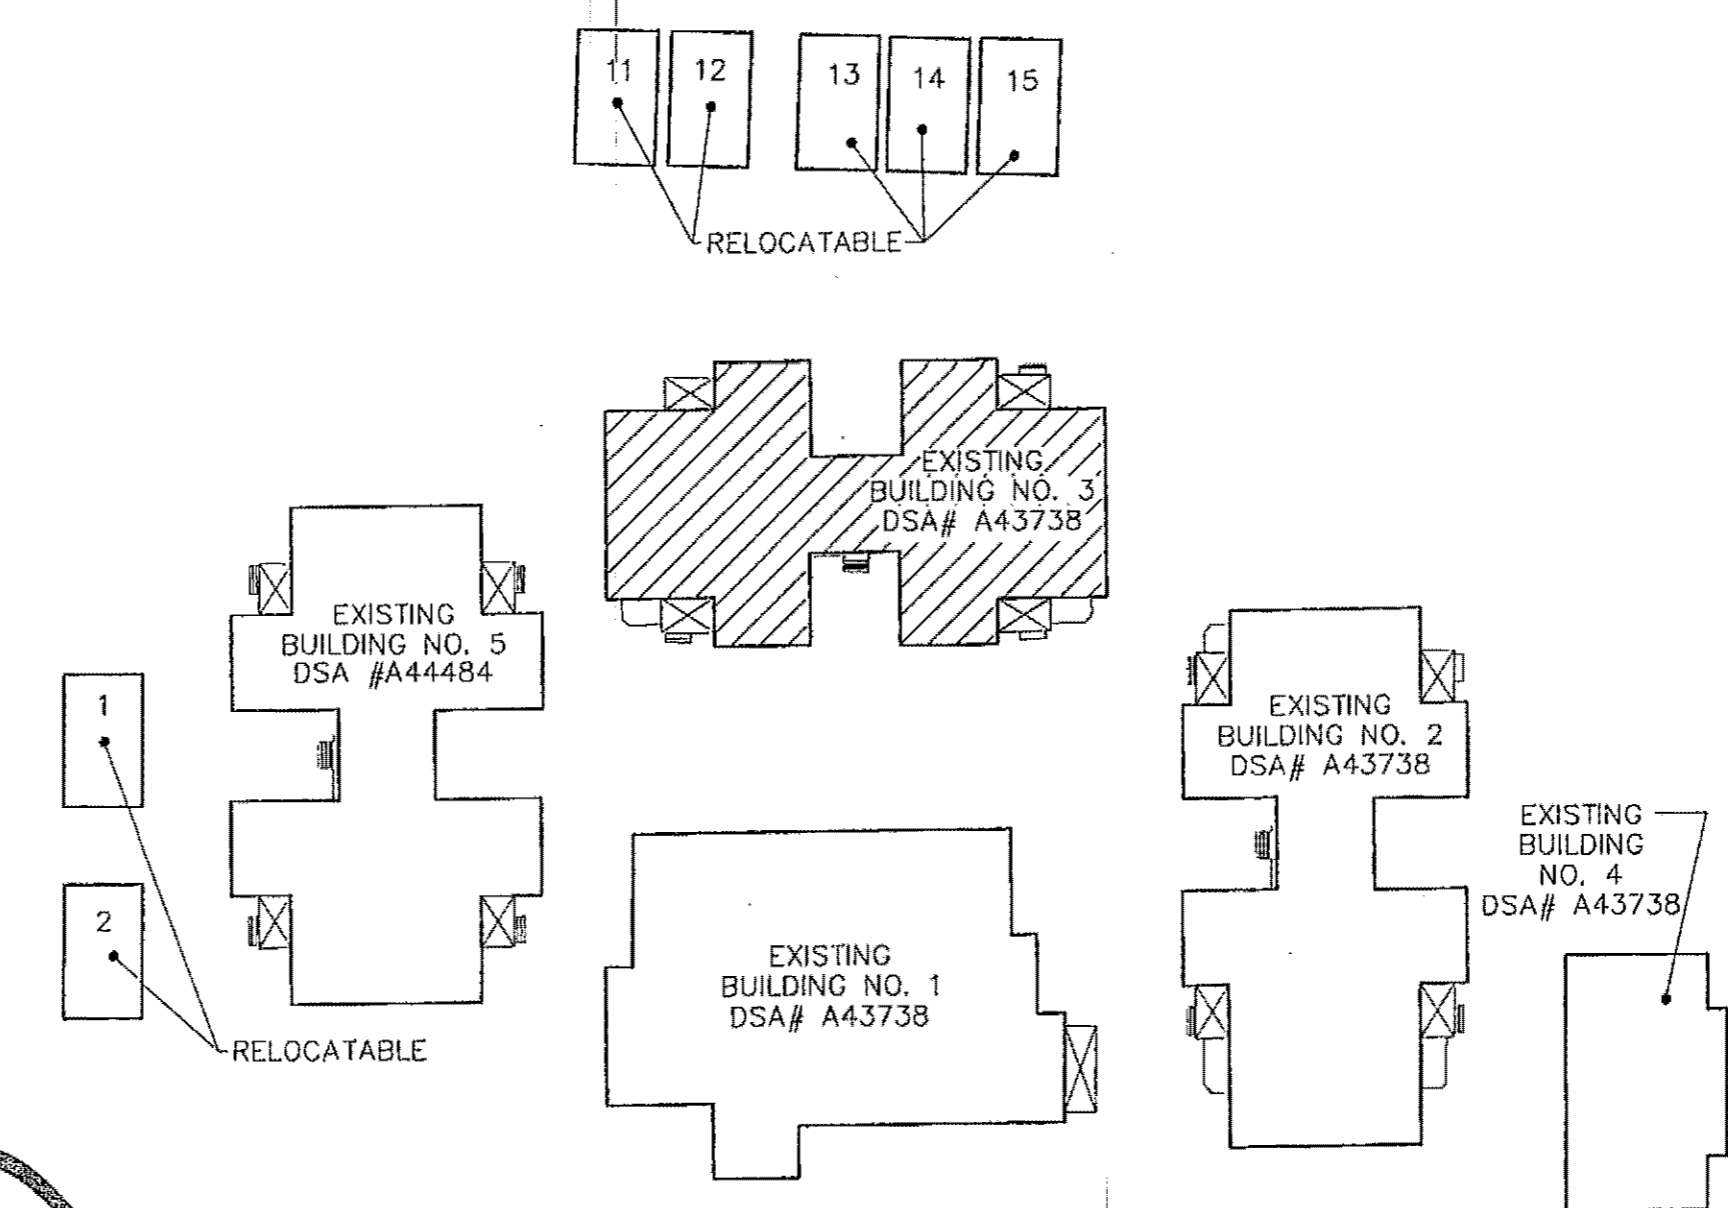 11
12
13
14
15
RELOCATABLE
EXISTING
BUILDING NO. 3
DSA# A43738
EXISTING
BUILDING NO. 5
DSA #A44484
1
2
RELOCATABLE
EXISTING
BUILDING NO. 2
DSA# A43738
EXISTING
BUILDING
NO. 4
DSA# A43738
EXISTING
BUILDING NO. 1
DSA# A43738